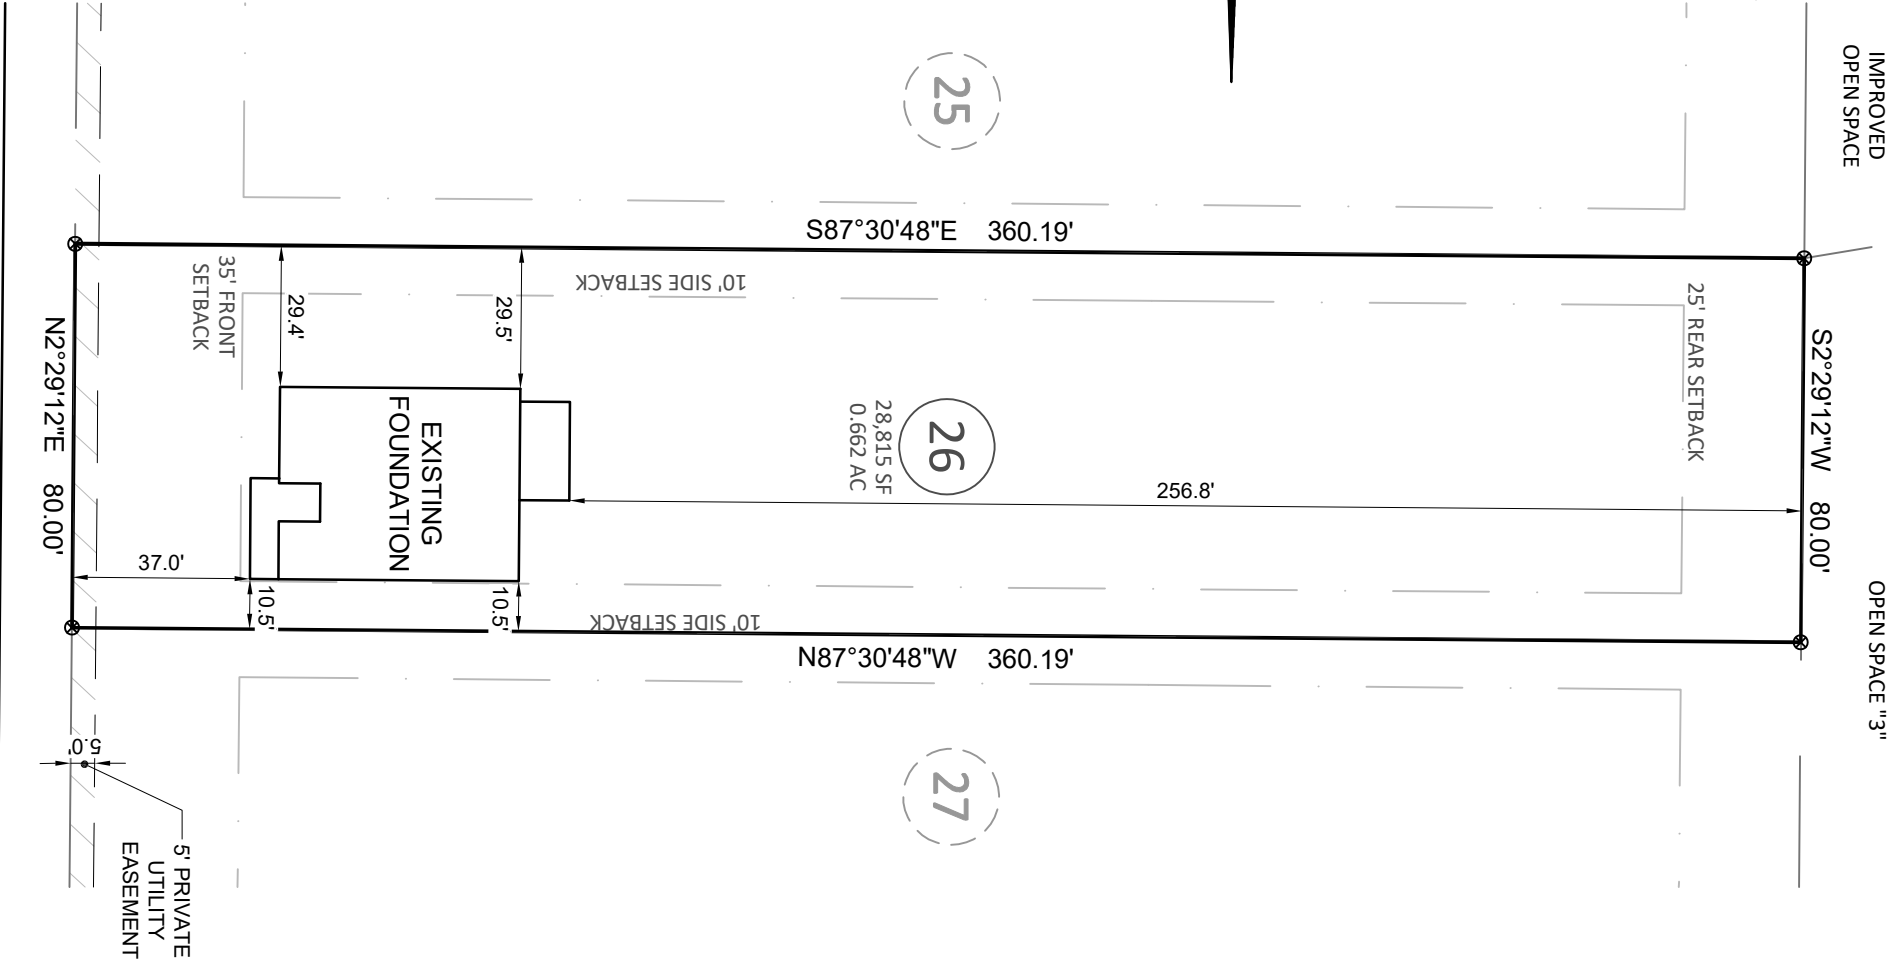 IMPROVED
OPEN SPACE
25
S87°30'48"E 360.19'
10' SIDE SETBACK
35' FRONT
SETBACK
29.4'
29.5'
25' REAR SETBACK
S2°29'12"W 80.00'
N2°29'12"E 80.00'
EXISTING
FOUNDATION
26
28,815 SF
0.662 AC
256.8'
37.0'
10.5'
10.5'
10' SIDE SETBACK
N87°30'48"W 360.19'
OPEN SPACE "3"
27
5.0'
5' PRIVATE
UTILITY
EASEMENT